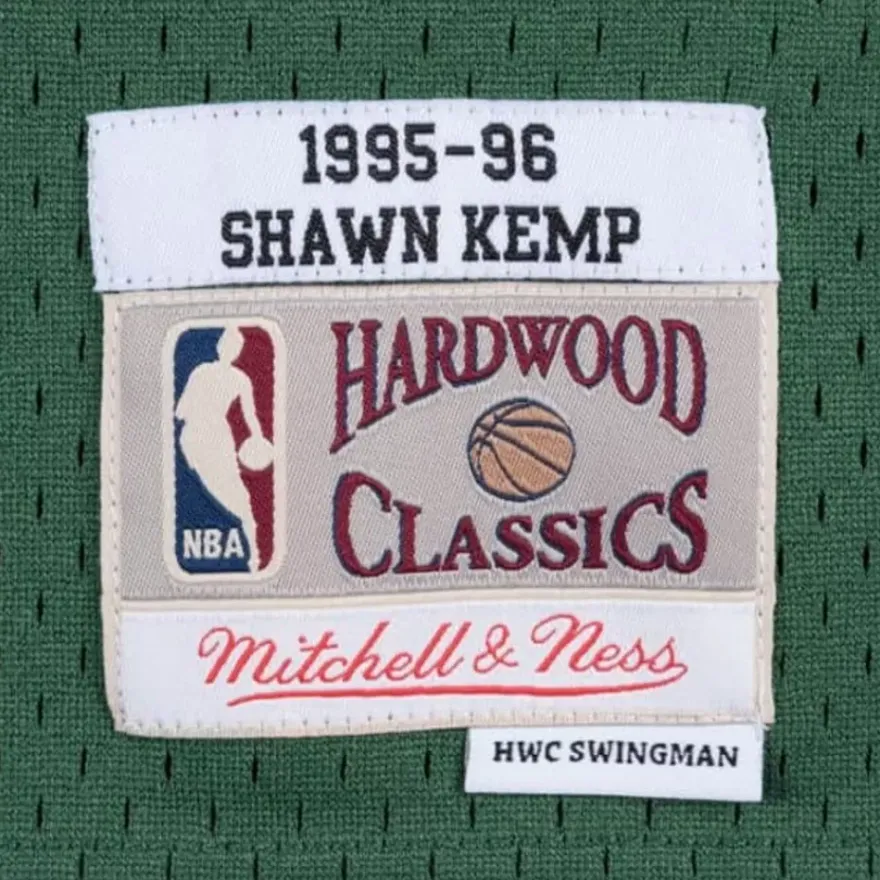 1995-96
SHAWN KEMP
HARDWOOD
CLASSICS
NBA
Mitchell & Ness
HWC SWINGMAN